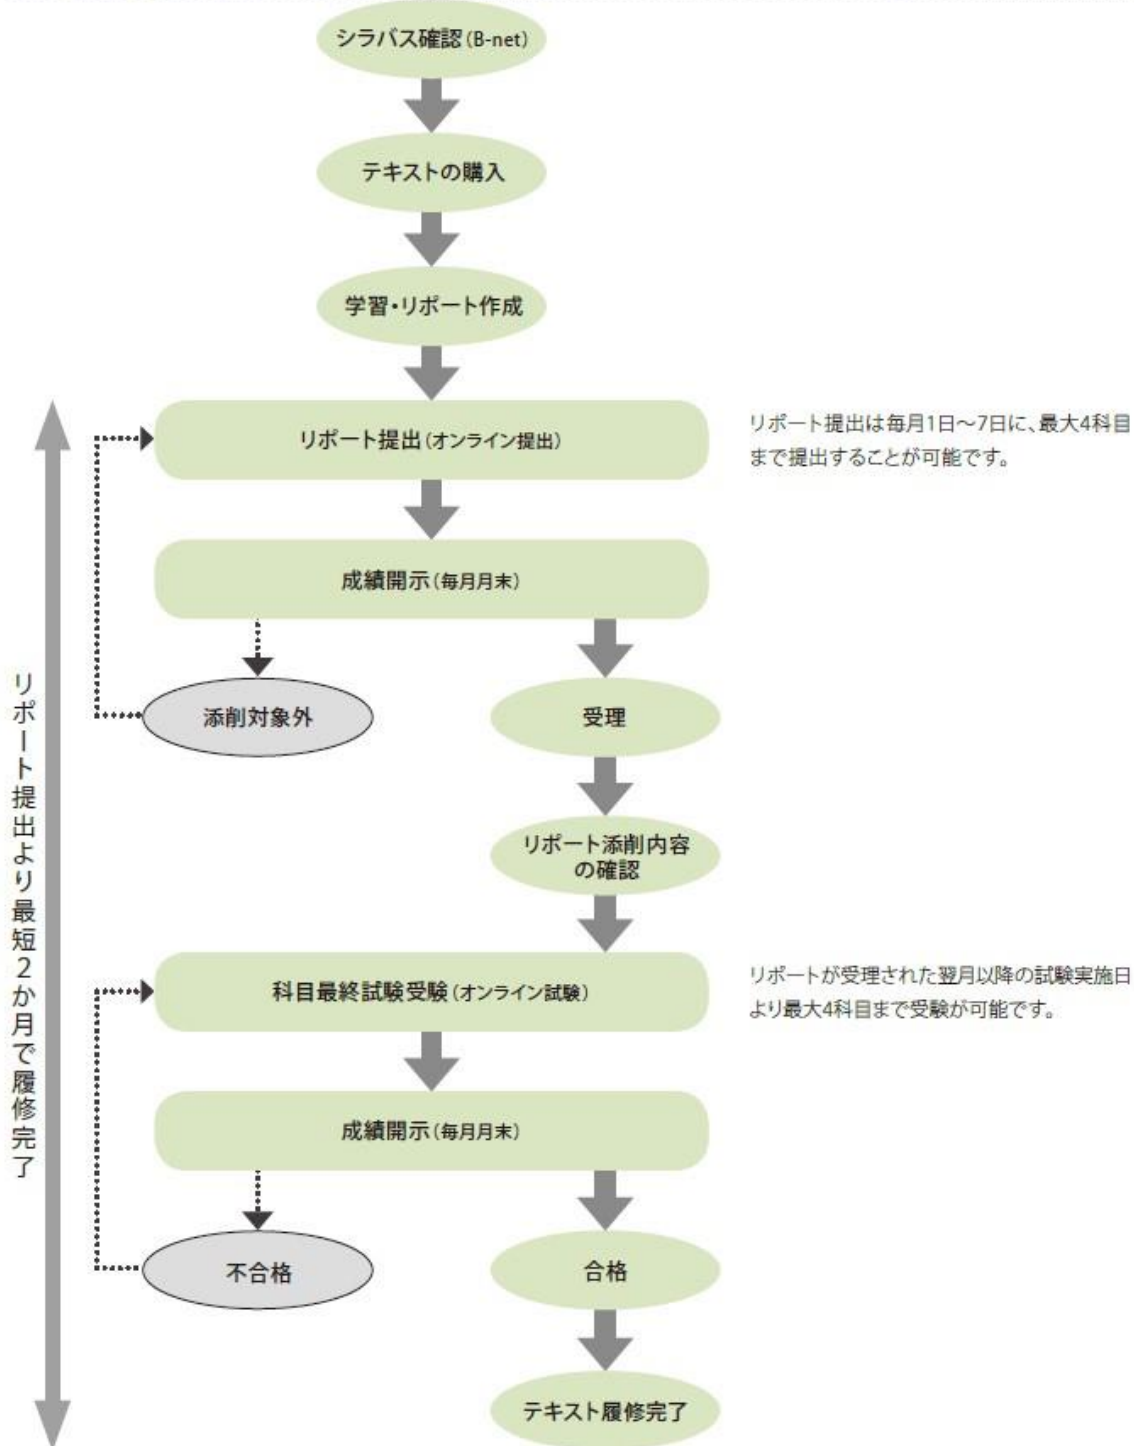 シラバス確認(B-net)
テキストの購入
学習・リポート作成
リポート提出(オンライン提出)
リポート提出は毎月1日～7日に、最大4科目
まで提出することが可能です。
成績開示(毎月月末)
添削対象外
受理
リポート添削内容
の確認
科目最終試験受験(オンライン試験)
リポートが受理された翌月以降の試験実施日
より最大4科目まで受験が可能です。
成績開示(毎月月末)
不合格
合格
テキスト履修完了
リポート提出より最短2か月で履修完了